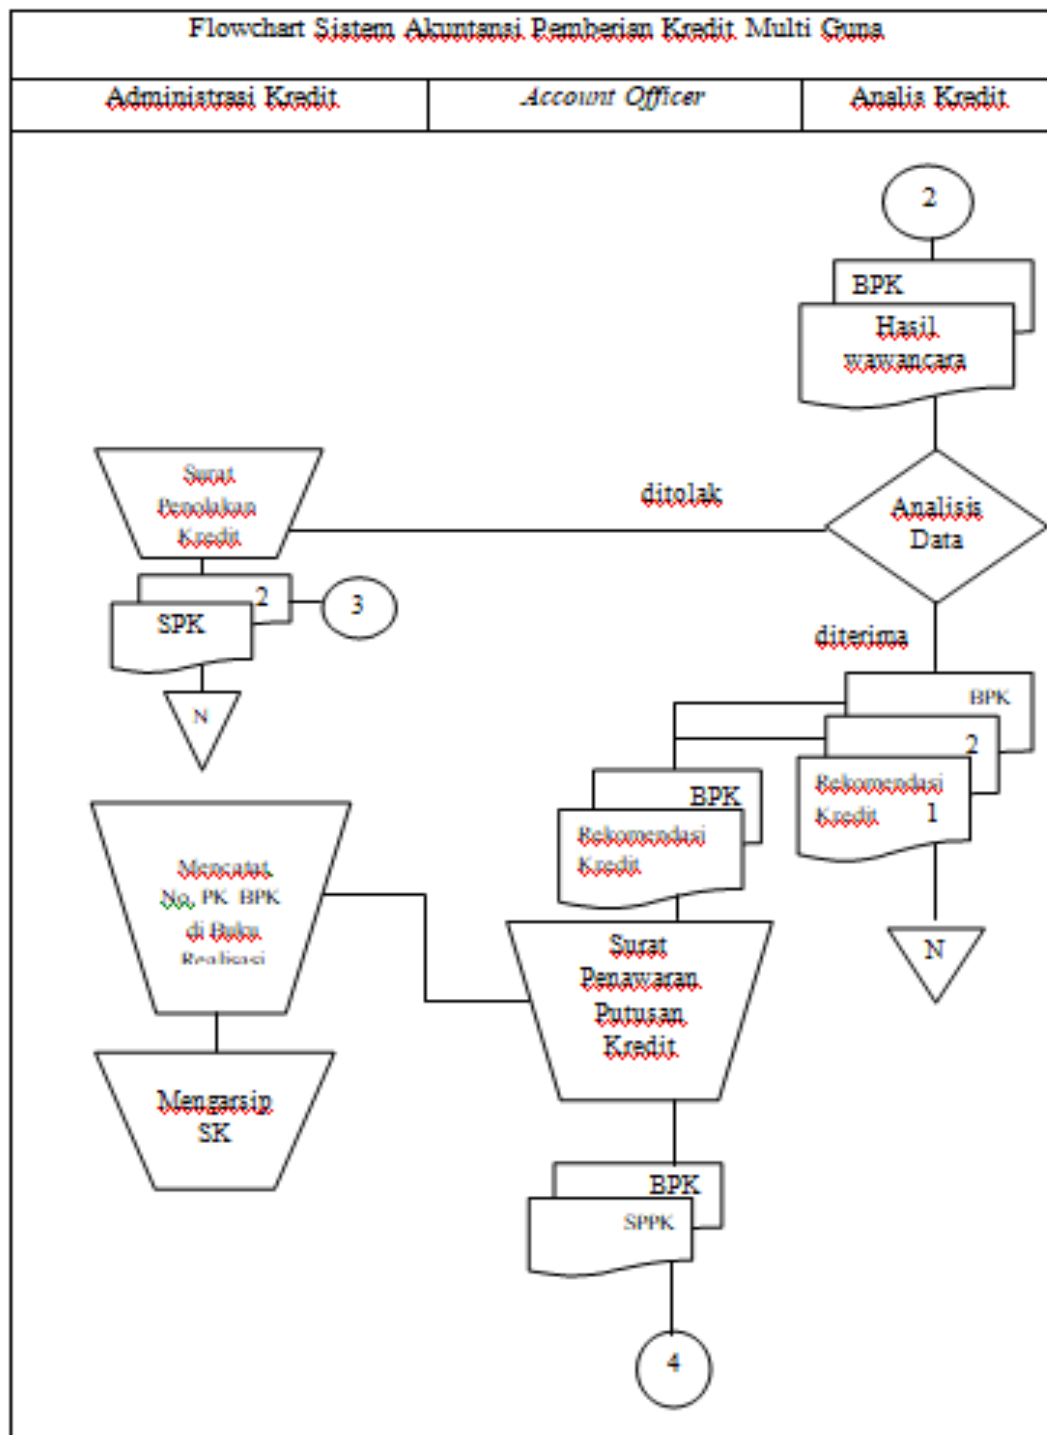 Flowchart Sistem Akuntansi Pemberian Kredit Multi Guna
Administrasi Kredit
Account Officer
Analis Kredit
2
BPK
Hasil
wawancara
Analisis
Data
ditolak
Surat
Penolakan
Kredit
2
SPK
3
N
diterima
BPK
2
Rekomendasi
Kredit 1
N
BPK
Rekomendasi
Kredit
Surat
Penawaran
Putusan
Kredit
Mencatat
No. PK BPK
di Buku
Realisasi
Mengarsip
SK
BPK
SPPK
4